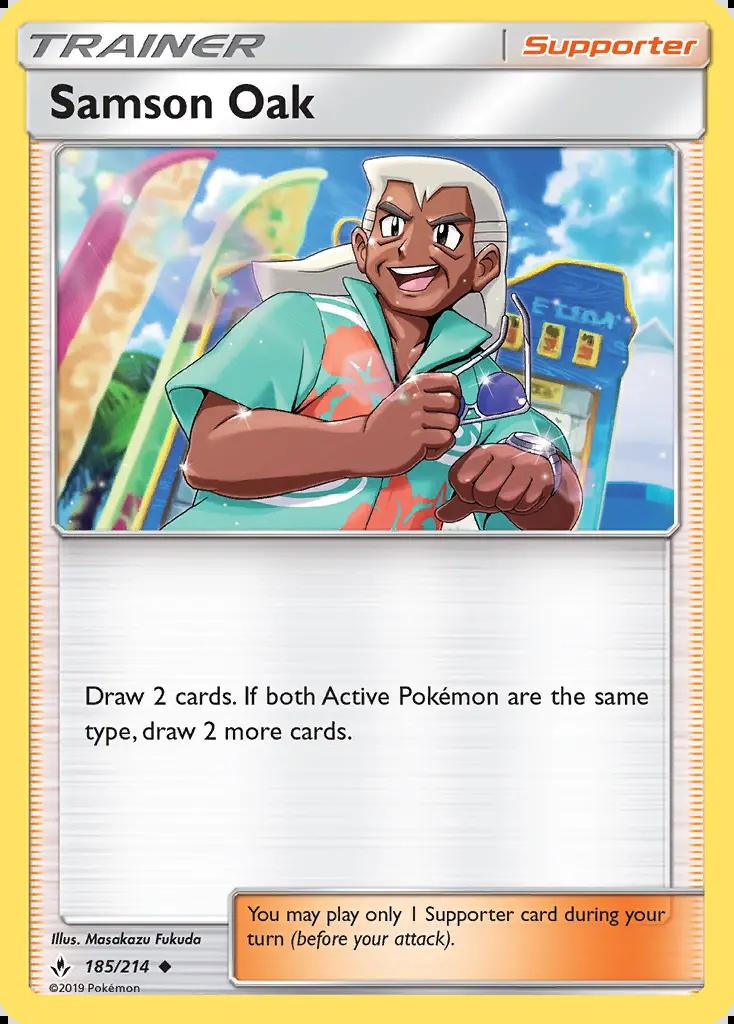 TRAINER
Supporter
Samson Oak
Draw 2 cards. If both Active Pokémon are the same
type, draw 2 more cards.
You may play only 1 Supporter card during your
turn (before your attack).
Illus. Masakazu Fukuda
185/214
©2019 Pokémon